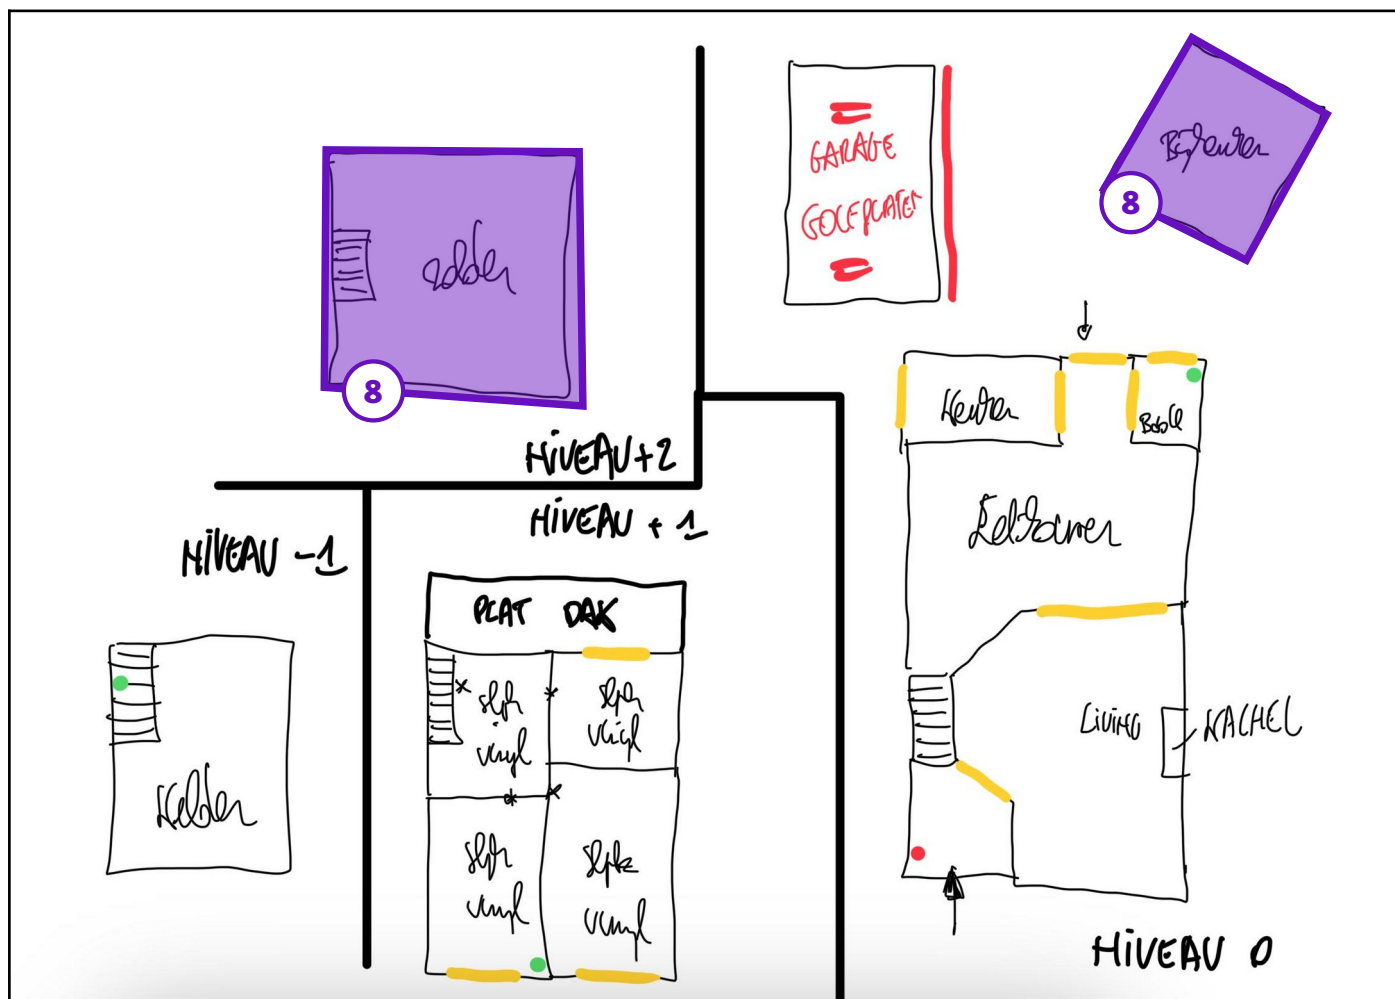 GARAGE
GOLFPLATEN
8
zolder
8
Keuken
NIVEAU+2
NIVEAU + 1
NIVEAU -1
Eetkamer
PLAT DAK
slpk
vinyl
slpk
vinyl
LIVING
KACHEL
Kelder
slpk
vinyl
slpk
vinyl
NIVEAU 0